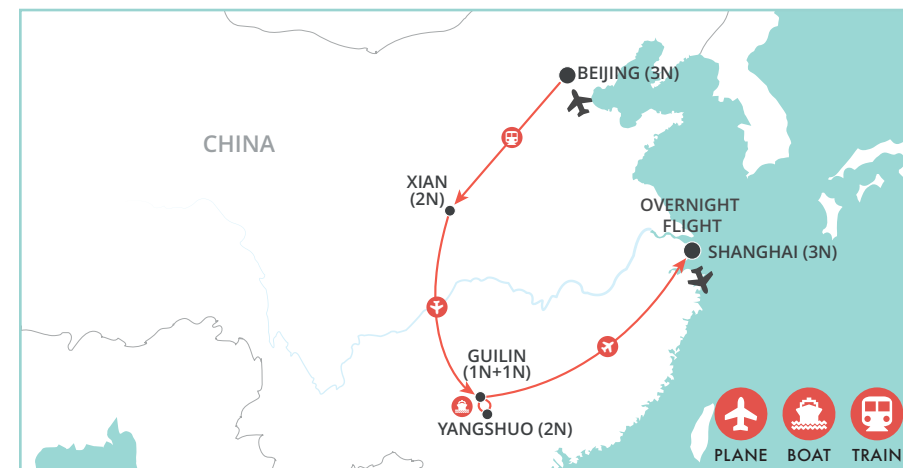 BEIJING (3N)
CHINA
XIAN
(2N)
OVERNIGHT
FLIGHT
SHANGHAI (3N)
GUILIN
(1N+1N)
YANGSHUO (2N)
PLANE
BOAT
TRAIN